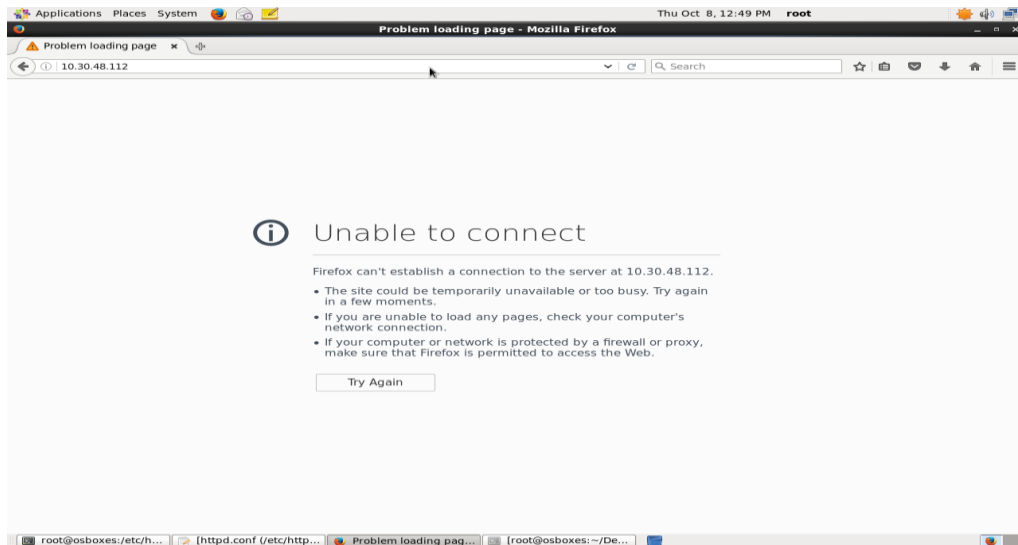 Applications Places System Thu Oct 8, 12:49 PM root
Problem loading page - Mozilla Firefox
Problem loading page
10.30.48.112 Search
Unable to connect
Firefox can't establish a connection to the server at 10.30.48.112.
• The site could be temporarily unavailable or too busy. Try again
in a few moments.
• If you are unable to load any pages, check your computer's
network connection.
• If your computer or network is protected by a firewall or proxy,
make sure that Firefox is permitted to access the Web.
Try Again
root@osboxes:/etc/h... [httpd.conf (/etc/http... Problem loading pag... [root@osboxes:~/De...